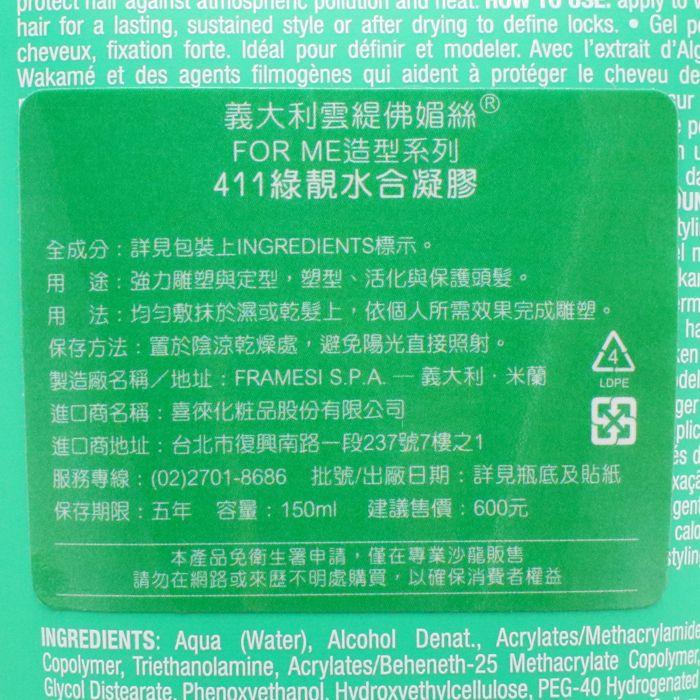 protect hair against atmospheric pollution and heat. HOW TO USE: apply to
hair for a lasting, sustained style or after drying to define locks. • Gel
cheveux, fixation forte. Idéal pour définir et modeler. Avec l'extrait
Wakamé et des agents filmogènes qui aident à protéger le cheveu
義大利雲緹佛媚絲®
FOR ME造型系列
411綠靚水合凝膠
全成分：詳見包裝上INGREDIENTS標示。
用　途：強力雕塑與定型，塑型、活化與保護頭髮。
用　法：均勻敷抹於濕或乾髮上，依個人所需效果完成雕塑。
保存方法：置於陰涼乾燥處，避免陽光直接照射。
製造廠名稱／地址：FRAMESI S.P.A. — 義大利‧米蘭
進口商名稱：喜徠化粧品股份有限公司
進口商地址：台北市復興南路一段237號7樓之1
服務專線：(02)2701-8686　批號/出廠日期：詳見瓶底及貼紙
保存期限：五年　容量：150ml　建議售價：600元
4
LDPE
本產品免衛生署申請，僅在專業沙龍販售
請勿在網路或來歷不明處購買，以確保消費者權益
INGREDIENTS: Aqua (Water), Alcohol Denat., Acrylates/Methacrylamide
Copolymer, Triethanolamine, Acrylates/Beheneth-25 Methacrylate Copolymer,
Glycol Distearate, Phenoxyethanol, Hydroxyethylcellulose, PEG-40 Hydrogenated